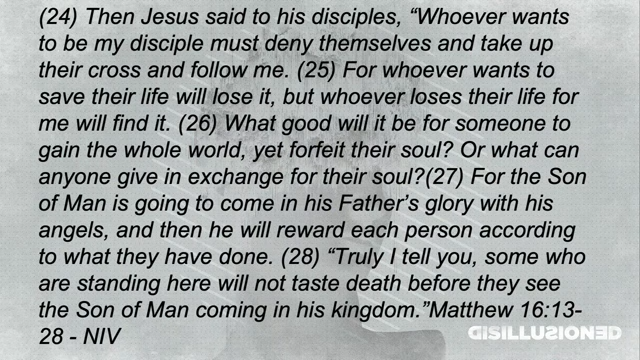 (24) Then Jesus said to his disciples, “Whoever wants
to be my disciple must deny themselves and take up
their cross and follow me. (25) For whoever wants to
save their life will lose it, but whoever loses their life for
me will find it. (26) What good will it be for someone to
gain the whole world, yet forfeit their soul? Or what can
anyone give in exchange for their soul?(27) For the Son
of Man is going to come in his Father’s glory with his
angels, and then he will reward each person according
to what they have done. (28) “Truly I tell you, some who
are standing here will not taste death before they see
the Son of Man coming in his kingdom.”Matthew 16:13-
28 - NIV
DISILLUSIONED